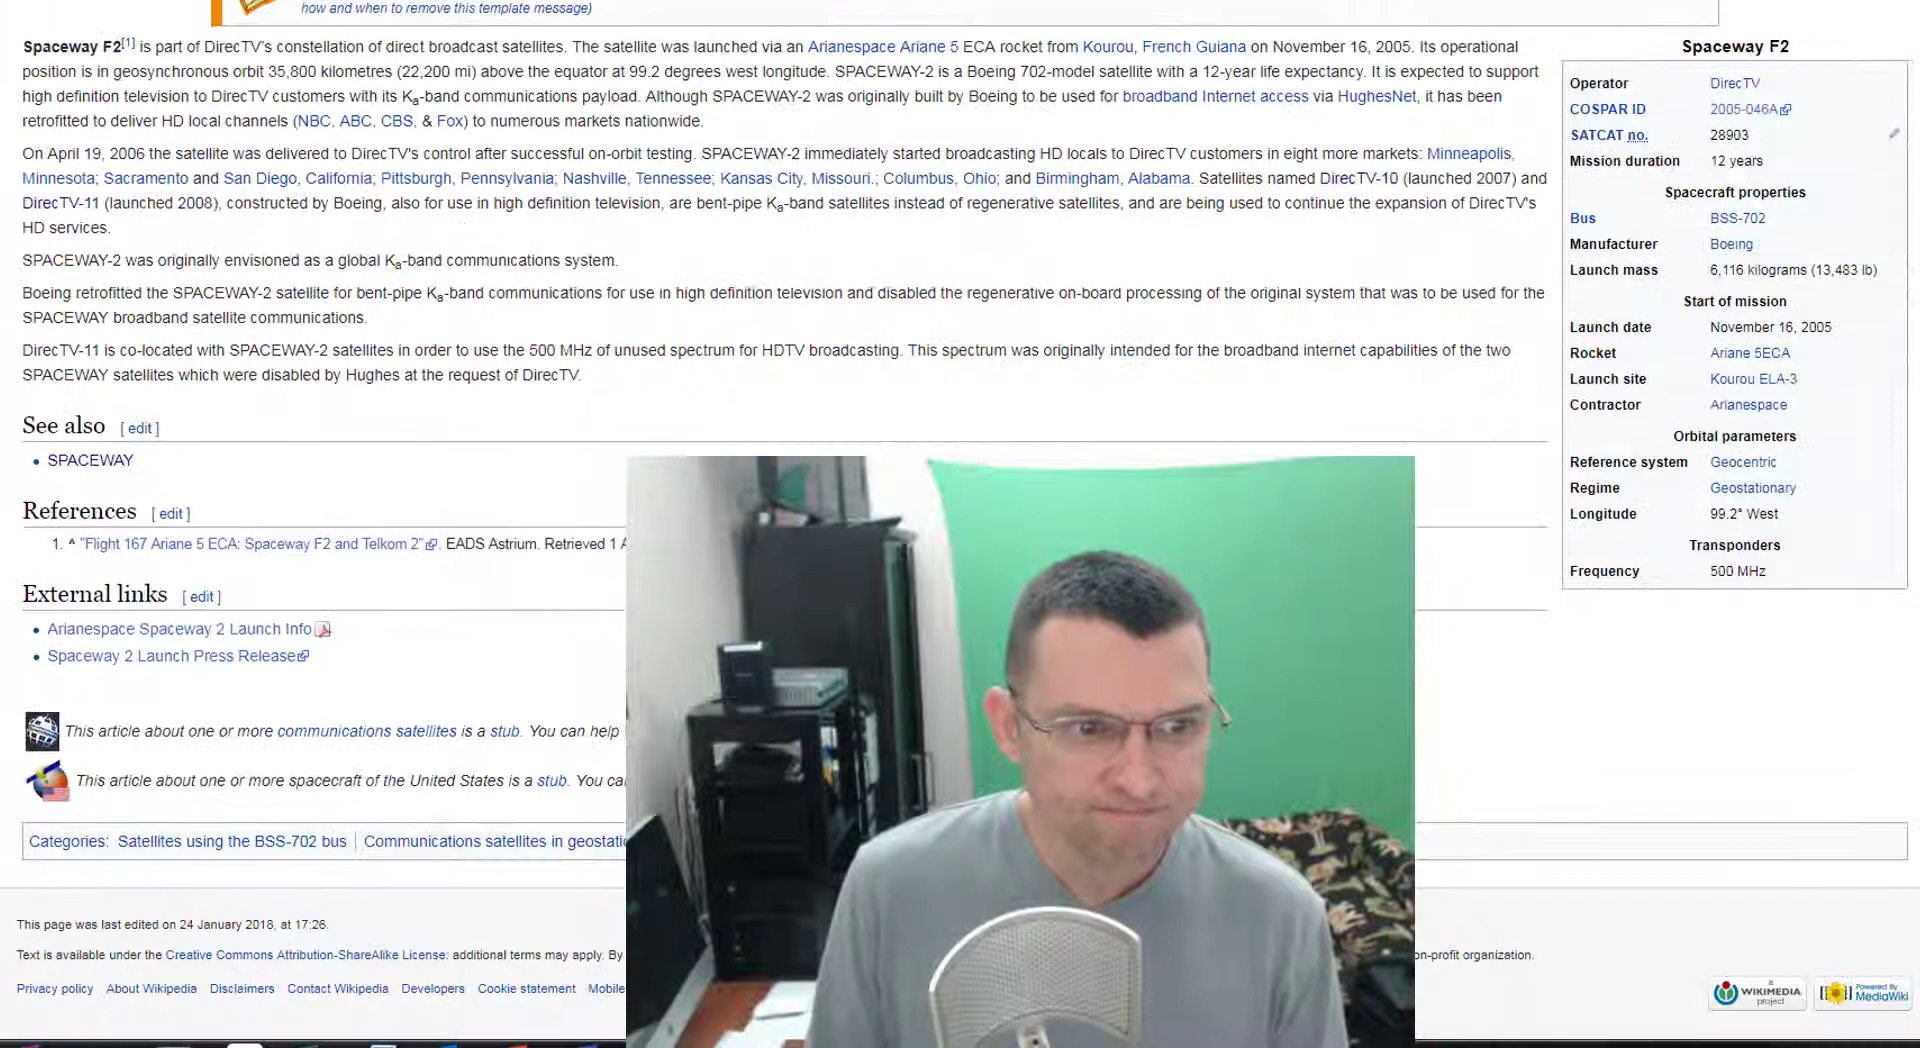 how and when to remove this template message)
Spaceway F2[1] is part of DirecTV's constellation of direct broadcast satellites. The satellite was launched via an Arianespace Ariane 5 ECA rocket from Kourou, French Guiana on November 16, 2005. Its operational
position is in geosynchronous orbit 35,800 kilometres (22,200 mi) above the equator at 99.2 degrees west longitude. SPACEWAY-2 is a Boeing 702-model satellite with a 12-year life expectancy. It is expected to support
high definition television to DirecTV customers with its Ka-band communications payload. Although SPACEWAY-2 was originally built by Boeing to be used for broadband Internet access via HughesNet, it has been
retrofitted to deliver HD local channels (NBC, ABC, CBS, & Fox) to numerous markets nationwide.
On April 19, 2006 the satellite was delivered to DirecTV's control after successful on-orbit testing. SPACEWAY-2 immediately started broadcasting HD locals to DirecTV customers in eight more markets: Minneapolis,
Minnesota; Sacramento and San Diego, California; Pittsburgh, Pennsylvania; Nashville, Tennessee; Kansas City, Missouri.; Columbus, Ohio; and Birmingham, Alabama. Satellites named DirecTV-10 (launched 2007) and
DirecTV-11 (launched 2008), constructed by Boeing, also for use in high definition television, are bent-pipe Ka-band satellites instead of regenerative satellites, and are being used to continue the expansion of DirecTV's
HD services.
SPACEWAY-2 was originally envisioned as a global Ka-band communications system.
Boeing retrofitted the SPACEWAY-2 satellite for bent-pipe Ka-band communications for use in high definition television and disabled the regenerative on-board processing of the original system that was to be used for the
SPACEWAY broadband satellite communications.
DirecTV-11 is co-located with SPACEWAY-2 satellites in order to use the 500 MHz of unused spectrum for HDTV broadcasting. This spectrum was originally intended for the broadband internet capabilities of the two
SPACEWAY satellites which were disabled by Hughes at the request of DirecTV.
See also [ edit ]
• SPACEWAY
References [ edit ]
1. ^ "Flight 167 Ariane 5 ECA: Spaceway F2 and Telkom 2". EADS Astrium. Retrieved 1 A
External links [ edit ]
• Arianespace Spaceway 2 Launch Info
• Spaceway 2 Launch Press Release
This article about one or more communications satellites is a stub. You can help
This article about one or more spacecraft of the United States is a stub. You ca
Categories: Satellites using the BSS-702 bus | Communications satellites in geostati
This page was last edited on 24 January 2018, at 17:26.
Text is available under the Creative Commons Attribution-ShareAlike License: additional terms may apply. By
on-profit organization.
Privacy policy About Wikipedia Disclaimers Contact Wikipedia Developers Cookie statement Mobile
A WIKIMEDIA project
Powered By MediaWiki
Spaceway F2
Operator DirecTV
COSPAR ID 2005-046A
SATCAT no. 28903
Mission duration 12 years
Spacecraft properties
Bus BSS-702
Manufacturer Boeing
Launch mass 6,116 kilograms (13,483 lb)
Start of mission
Launch date November 16, 2005
Rocket Ariane 5ECA
Launch site Kourou ELA-3
Contractor Arianespace
Orbital parameters
Reference system Geocentric
Regime Geostationary
Longitude 99.2° West
Transponders
Frequency 500 MHz